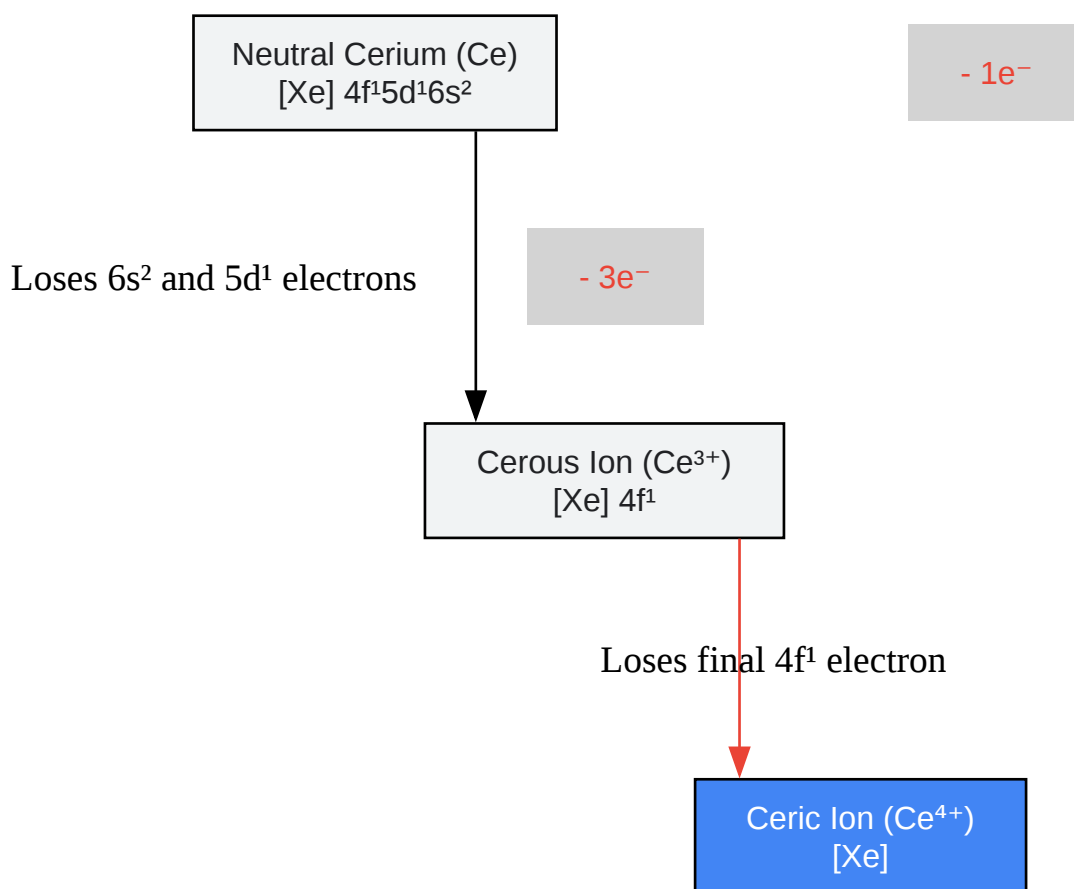 Neutral Cerium (Ce)
[Xe] 4f¹5d¹6s²
- 1e⁻
Loses 6s² and 5d¹ electrons
- 3e⁻
Cerous Ion (Ce³⁺)
[Xe] 4f¹
Loses final 4f¹ electron
Ceric Ion (Ce⁴⁺)
[Xe]